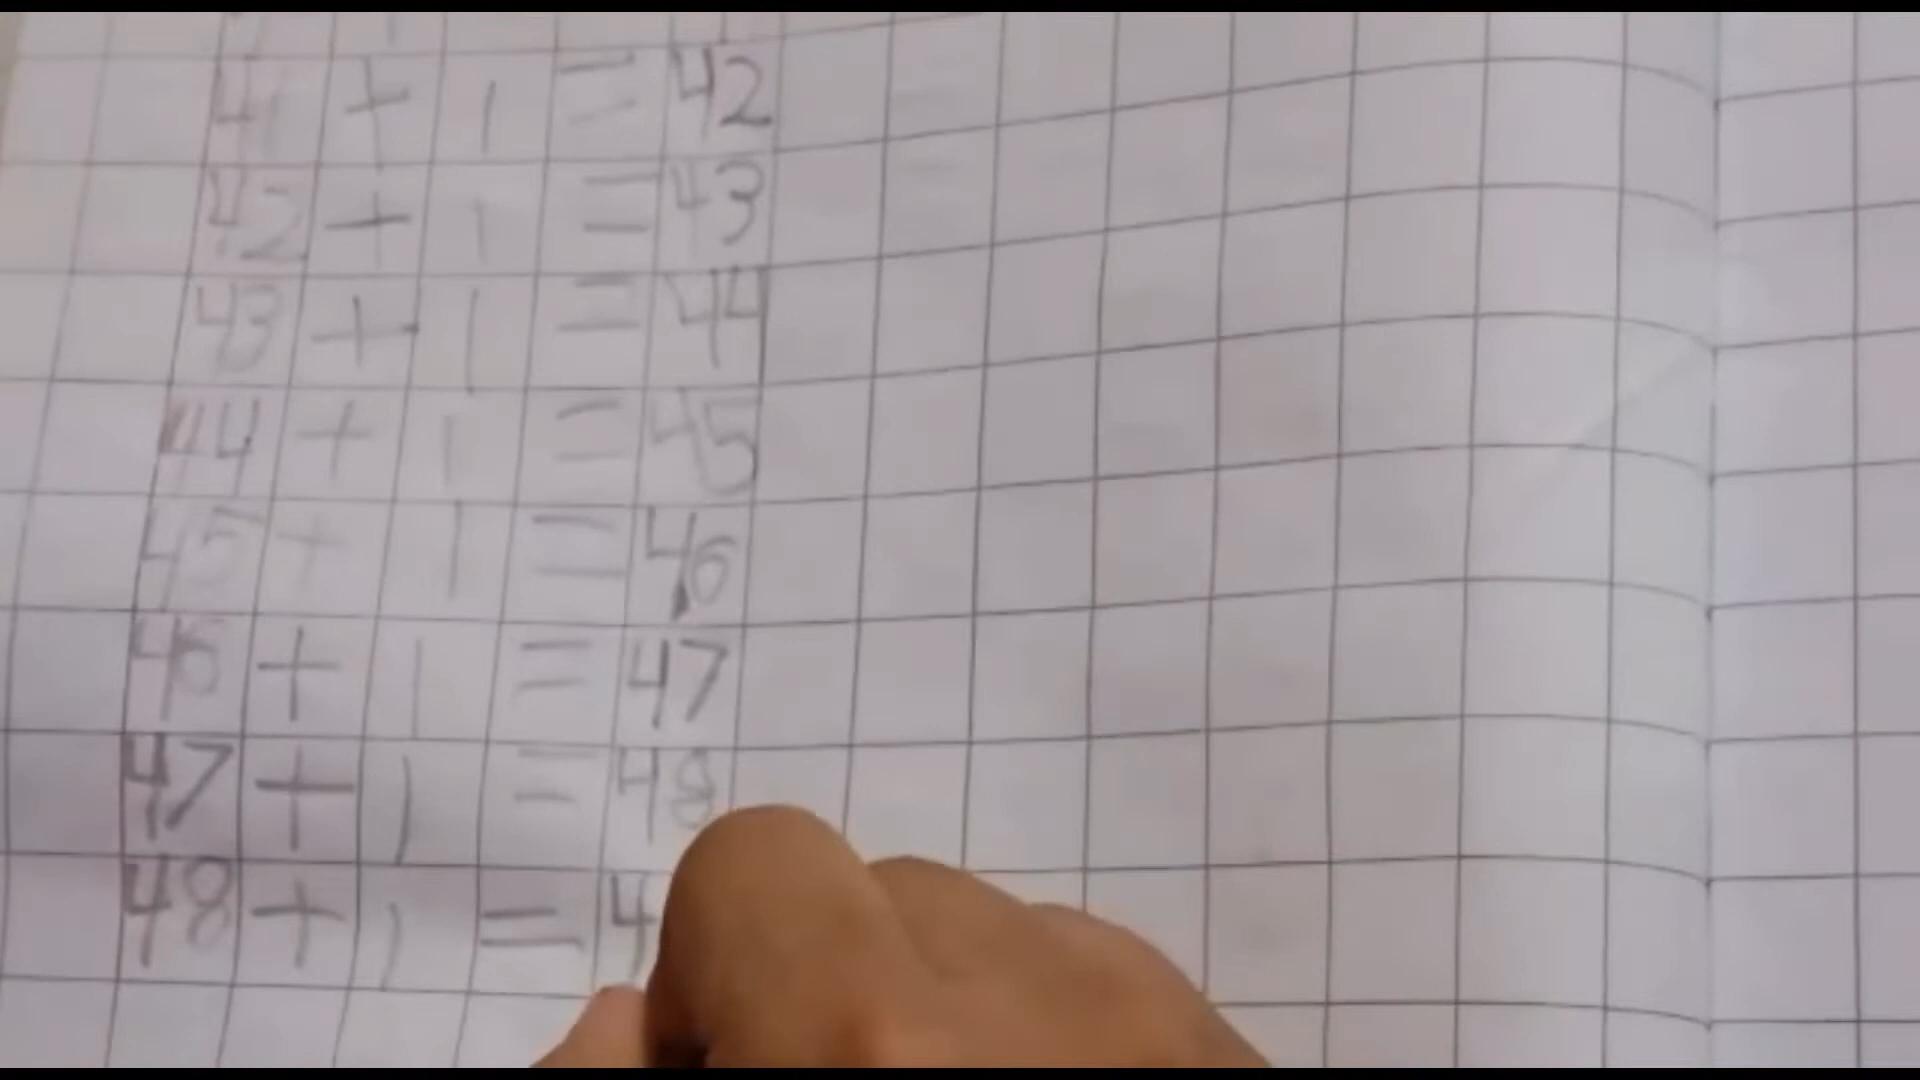 41 + 1 = 42
42 + 1 = 43
43 + 1 = 44
44 + 1 = 45
45 + 1 = 46
46 + 1 = 47
47 + 1 = 48
48 + 1 = 4